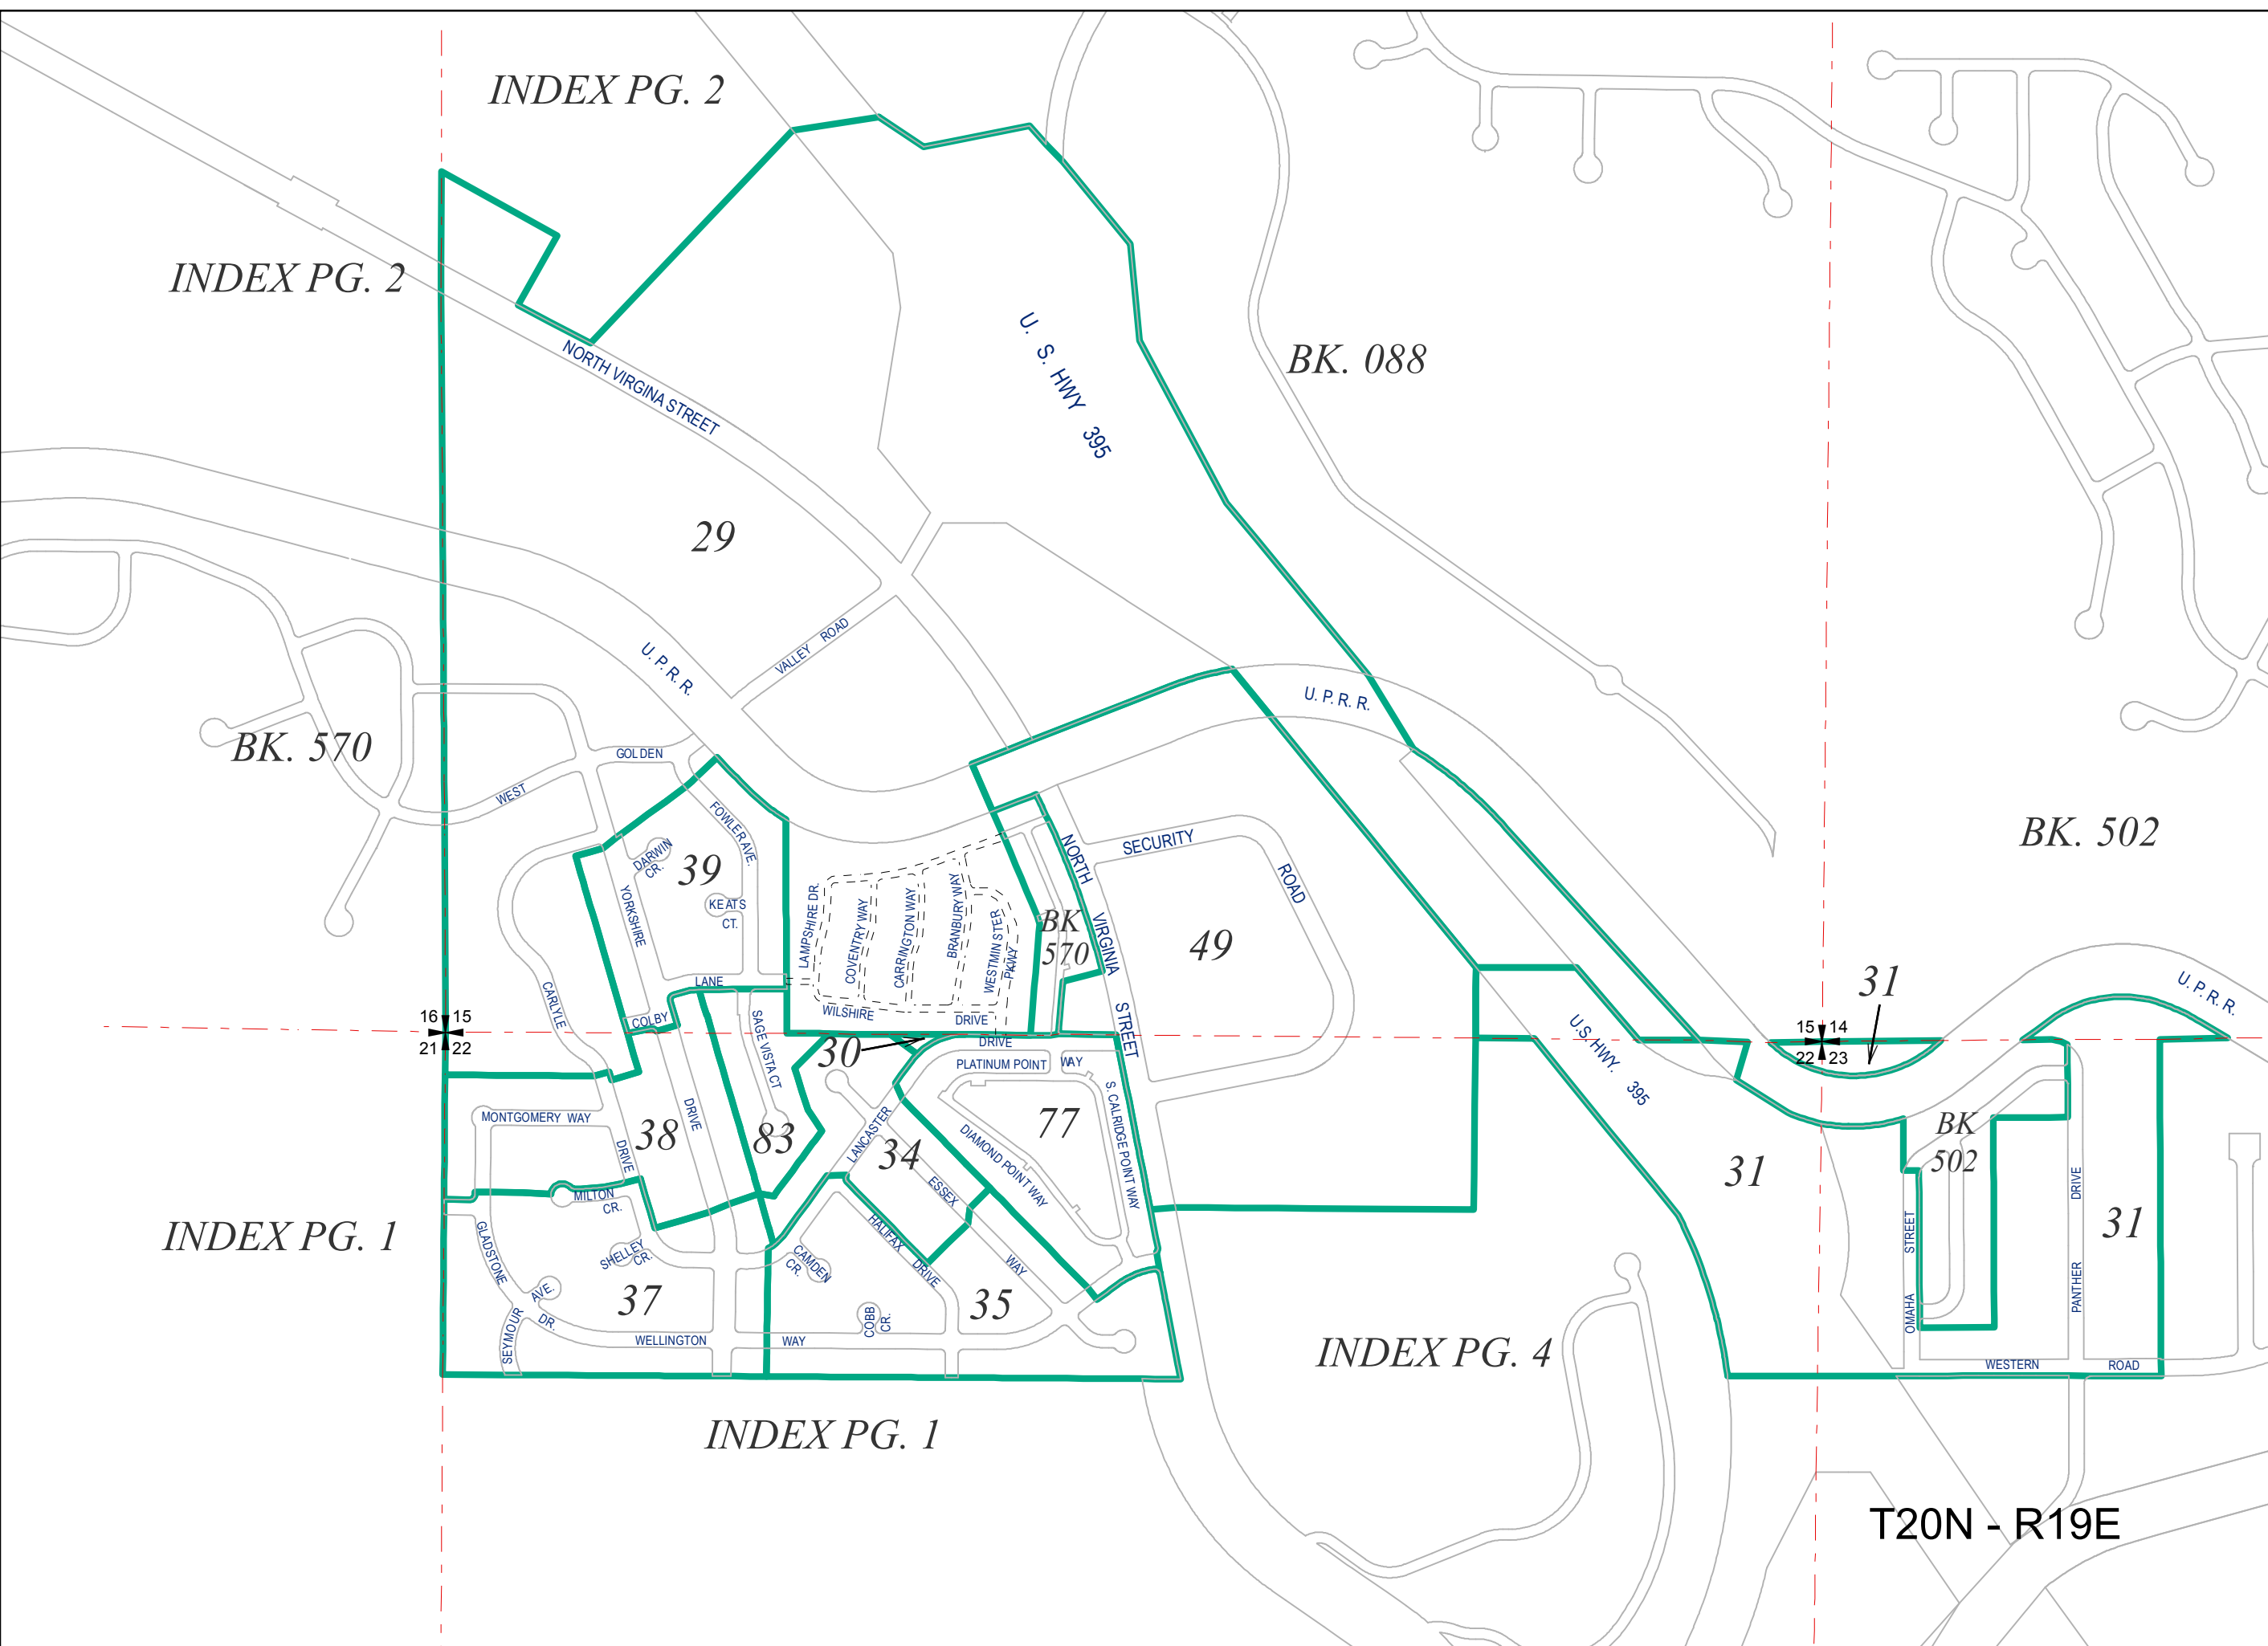 INDEX PG. 2
INDEX PG. 2
U. S. HWY 395
BK. 088
NORTH VIRGINA STREET
29
VALLEY ROAD
U. P. R. R.
U. P. R. R.
BK. 570
GOLDEN
WEST
BK. 502
FOWLER AVE.
DARWIN
CR.
39
KEATS
CT.
YORKSHIRE
LAMPSHIRE DR.
COVENTRY WAY
CARRINGTON WAY
BRANBURY WAY
WESTMIN STER
PKWY
BK
570
NORTH VIRGINIA STREET
SECURITY ROAD
49
CARLYLE
LANE
COLBY
WILSHIRE DRIVE
SAGE VISTA CT
31
U. P. R. R.
16 15
21 22
15 14
22 23
30
DRIVE
PLATINUM POINT WAY
S. CALRIDGE POINT WAY
U.S. HWY. 395
MONTGOMERY WAY
DRIVE
38
DRIVE
83
LANCASTER
34
77
DIAMOND POINT WAY
ESSEX WAY
BK
502
31
31
MILTON
CR.
INDEX PG. 1
GLADSTONE
SHELLEY
CR.
HALIFAX DRIVE
CAMDEN
CR.
OMAHA STREET
PANTHER DRIVE
AVE.
SEYMOUR
DR.
37
COBB
CR.
35
WELLINGTON WAY
INDEX PG. 4
WESTERN ROAD
INDEX PG. 1
T20N - R19E